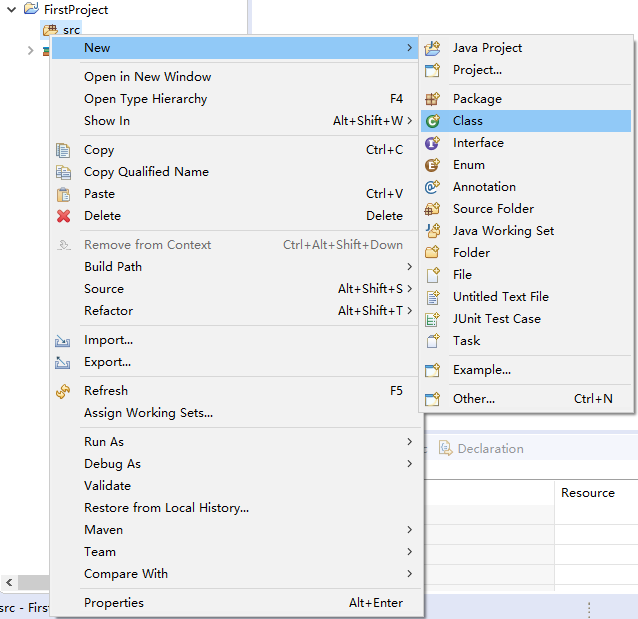 FirstProject
src
New
Open in New Window
Open Type Hierarchy F4
Show In Alt+Shift+W
Copy Ctrl+C
Copy Qualified Name
Paste Ctrl+V
Delete Delete
Remove from Context Ctrl+Alt+Shift+Down
Build Path
Source Alt+Shift+S
Refactor Alt+Shift+T
Import...
Export...
Refresh F5
Assign Working Sets...
Run As
Debug As
Validate
Restore from Local History...
Maven
Team
Compare With
Properties Alt+Enter
Java Project
Project...
Package
Class
Interface
Enum
Annotation
Source Folder
Java Working Set
Folder
File
Untitled Text File
JUnit Test Case
Task
Example...
Other... Ctrl+N
Declaration
Resource
src - Firs